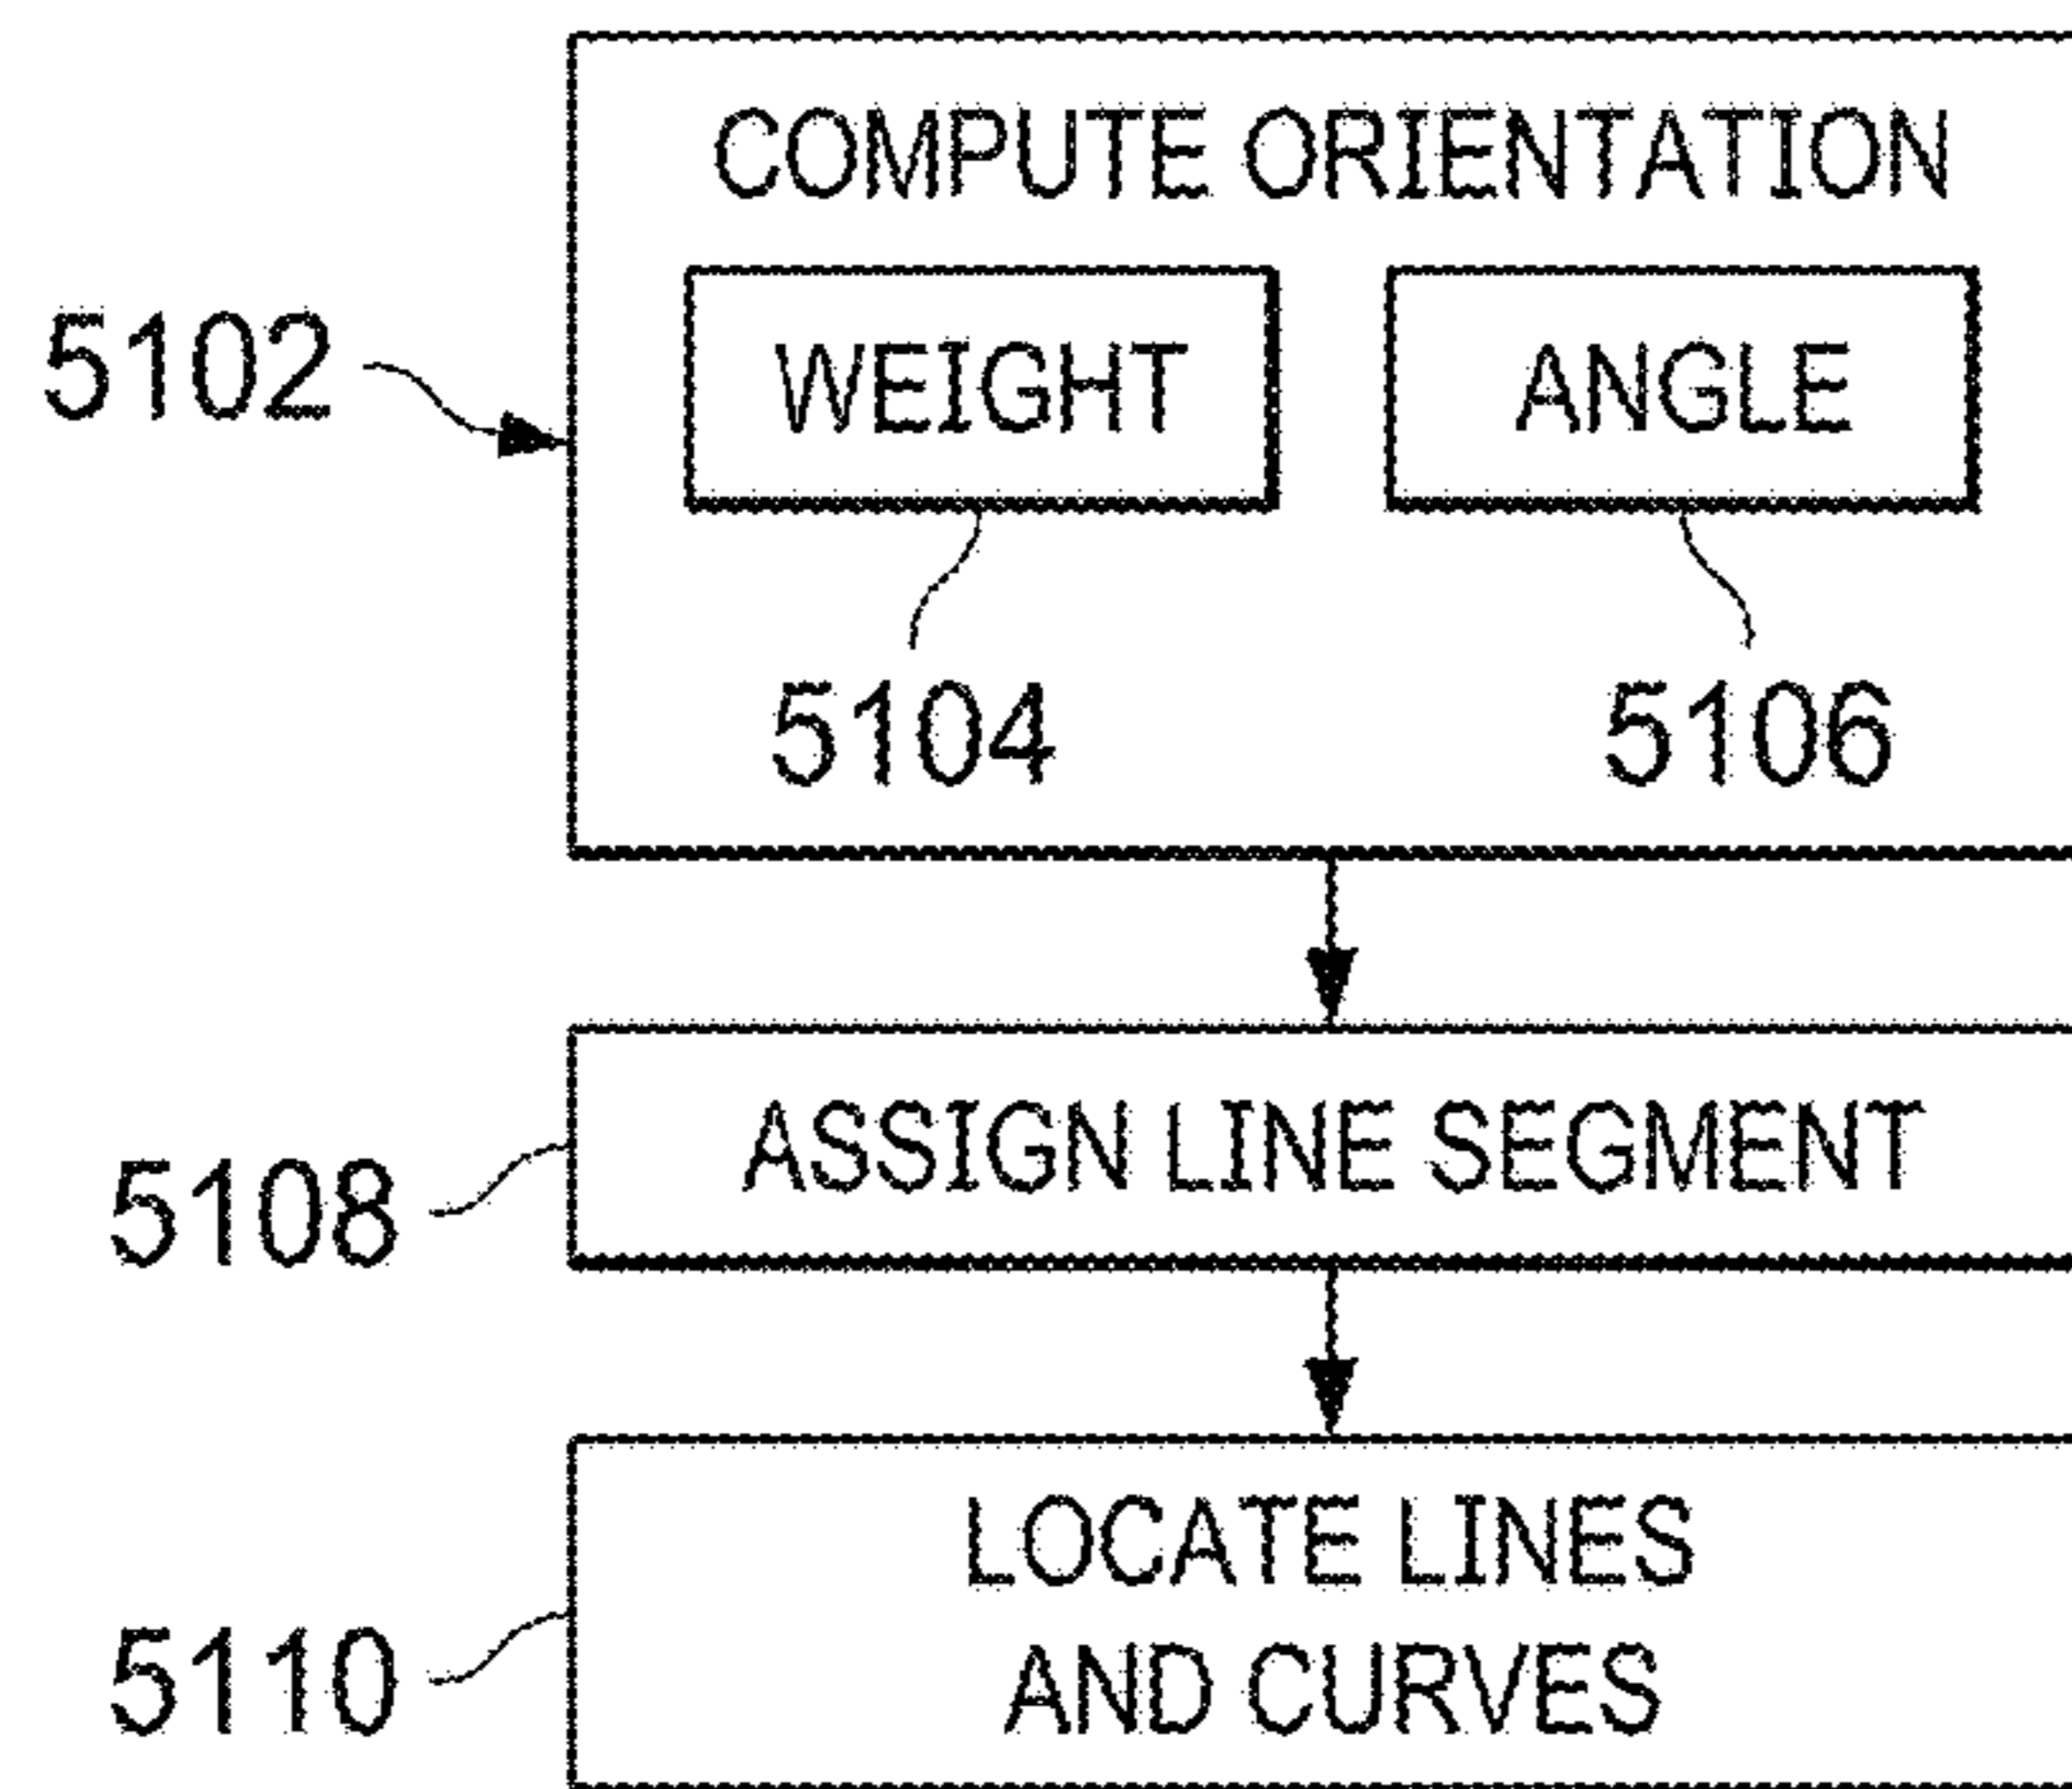 COMPUTE ORIENTATION
5102
WEIGHT
ANGLE
5104
5106
5108
ASSIGN LINE SEGMENT
5110
LOCATE LINES
AND CURVES